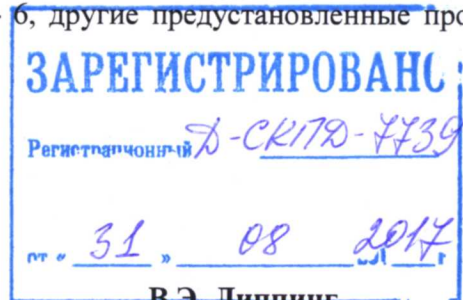 6, другие предустановленные про
ЗАРЕГИСТРИРОВАНО
Регистрационный Д-СКПД-7739
от « 31 » 08 2017 г
В.Э. Липпинг